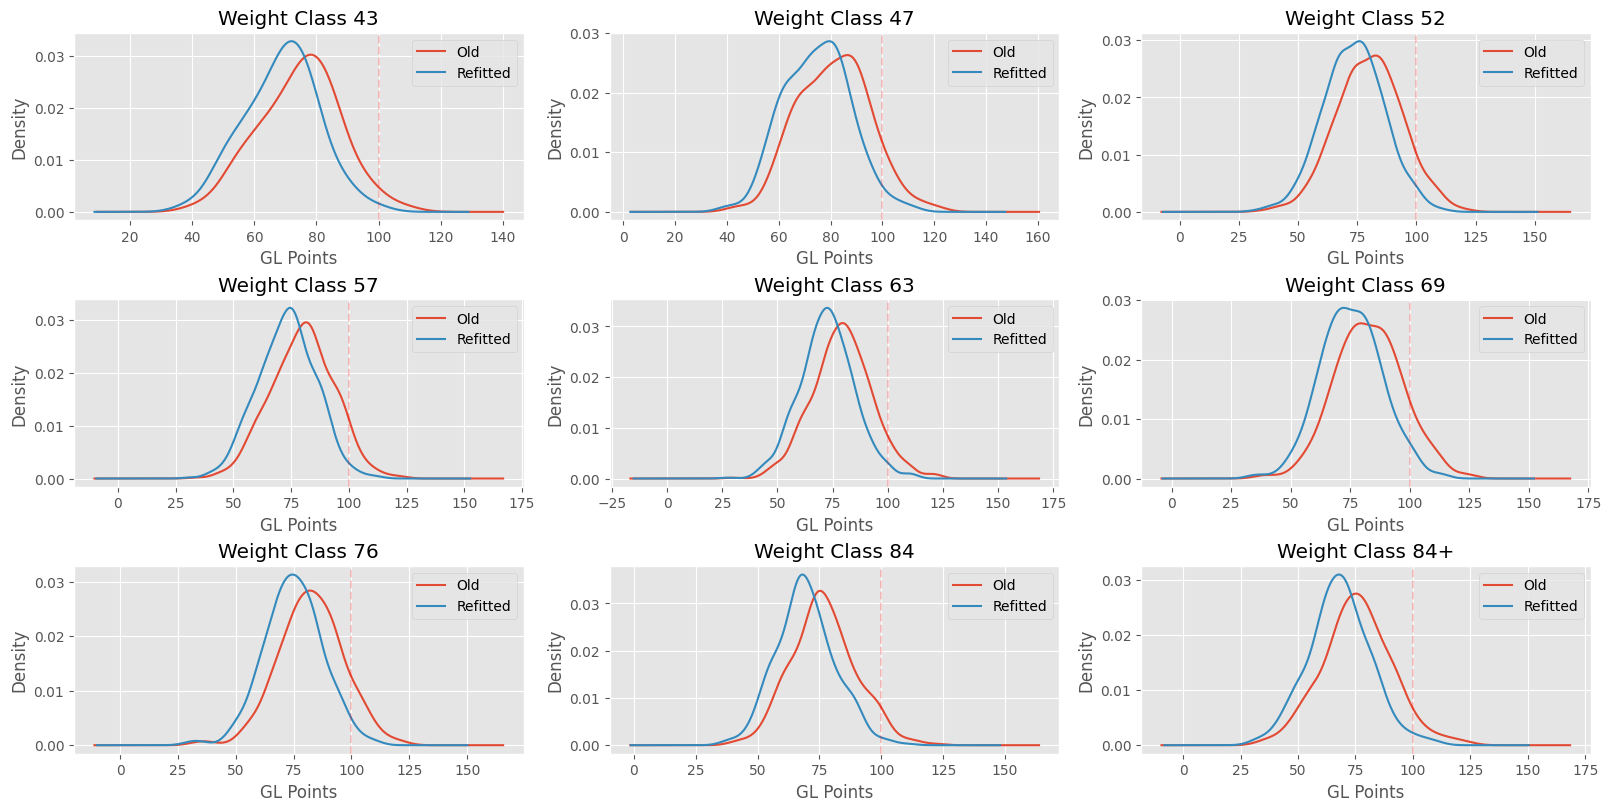 Weight Class 43
Density
0.03
0.02
0.01
0.00
Old
Refitted
20 40 60 80 100 120 140
GL Points
Weight Class 47
Density
0.03
0.02
0.01
0.00
Old
Refitted
0 20 40 60 80 100 120 140 160
GL Points
Weight Class 52
Density
0.03
0.02
0.01
0.00
Old
Refitted
0 25 50 75 100 125 150
GL Points
Weight Class 57
Density
0.03
0.02
0.01
0.00
Old
Refitted
0 25 50 75 100 125 150 175
GL Points
Weight Class 63
Density
0.03
0.02
0.01
0.00
Old
Refitted
−25 0 25 50 75 100 125 150 175
GL Points
Weight Class 69
Density
0.03
0.02
0.01
0.00
Old
Refitted
0 25 50 75 100 125 150 175
GL Points
Weight Class 76
Density
0.03
0.02
0.01
0.00
Old
Refitted
0 25 50 75 100 125 150
GL Points
Weight Class 84
Density
0.03
0.02
0.01
0.00
Old
Refitted
0 25 50 75 100 125 150
GL Points
Weight Class 84+
Density
0.03
0.02
0.01
0.00
Old
Refitted
0 25 50 75 100 125 150 175
GL Points